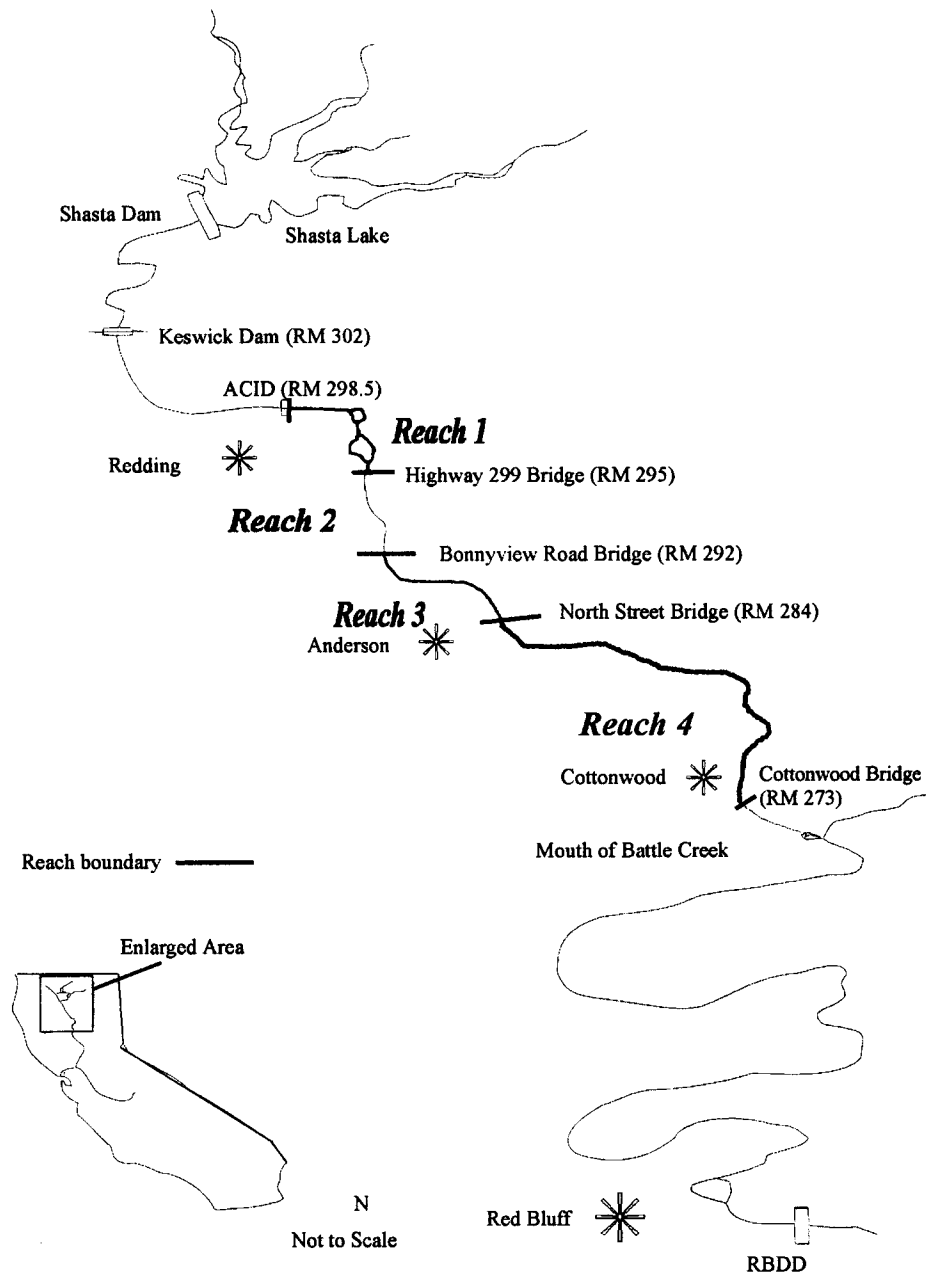 Shasta Dam
Shasta Lake
Keswick Dam (RM 302)
ACID (RM 298.5)
Reach 1
Redding
Highway 299 Bridge (RM 295)
Reach 2
Bonnyview Road Bridge (RM 292)
Reach 3
North Street Bridge (RM 284)
Anderson
Reach 4
Cottonwood
Cottonwood Bridge
(RM 273)
Mouth of Battle Creek
Reach boundary
Enlarged Area
N
Not to Scale
Red Bluff
RBDD